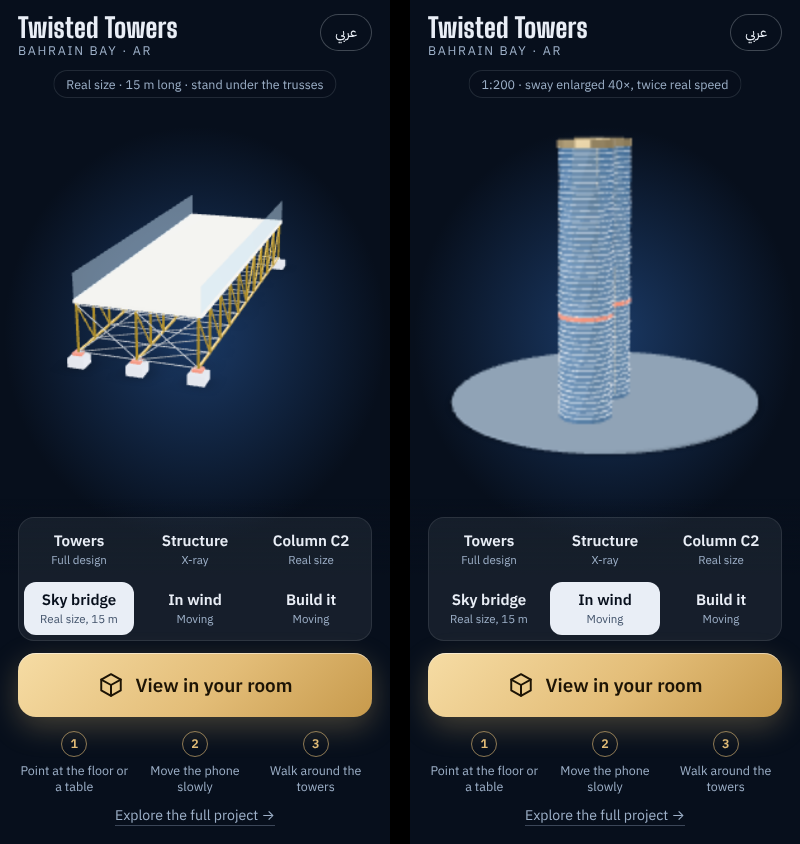 Twisted Towers
BAHRAIN BAY · AR
عربي
Real size · 15 m long · stand under the trusses
Towers
Full design
Structure
X-ray
Column C2
Real size
Sky bridge
Real size, 15 m
In wind
Moving
Build it
Moving
View in your room
1
Point at the floor or
a table
2
Move the phone
slowly
3
Walk around the
towers
Explore the full project →
Twisted Towers
BAHRAIN BAY · AR
عربي
1:200 · sway enlarged 40×, twice real speed
Towers
Full design
Structure
X-ray
Column C2
Real size
Sky bridge
Real size, 15 m
In wind
Moving
Build it
Moving
View in your room
1
Point at the floor or
a table
2
Move the phone
slowly
3
Walk around the
towers
Explore the full project →